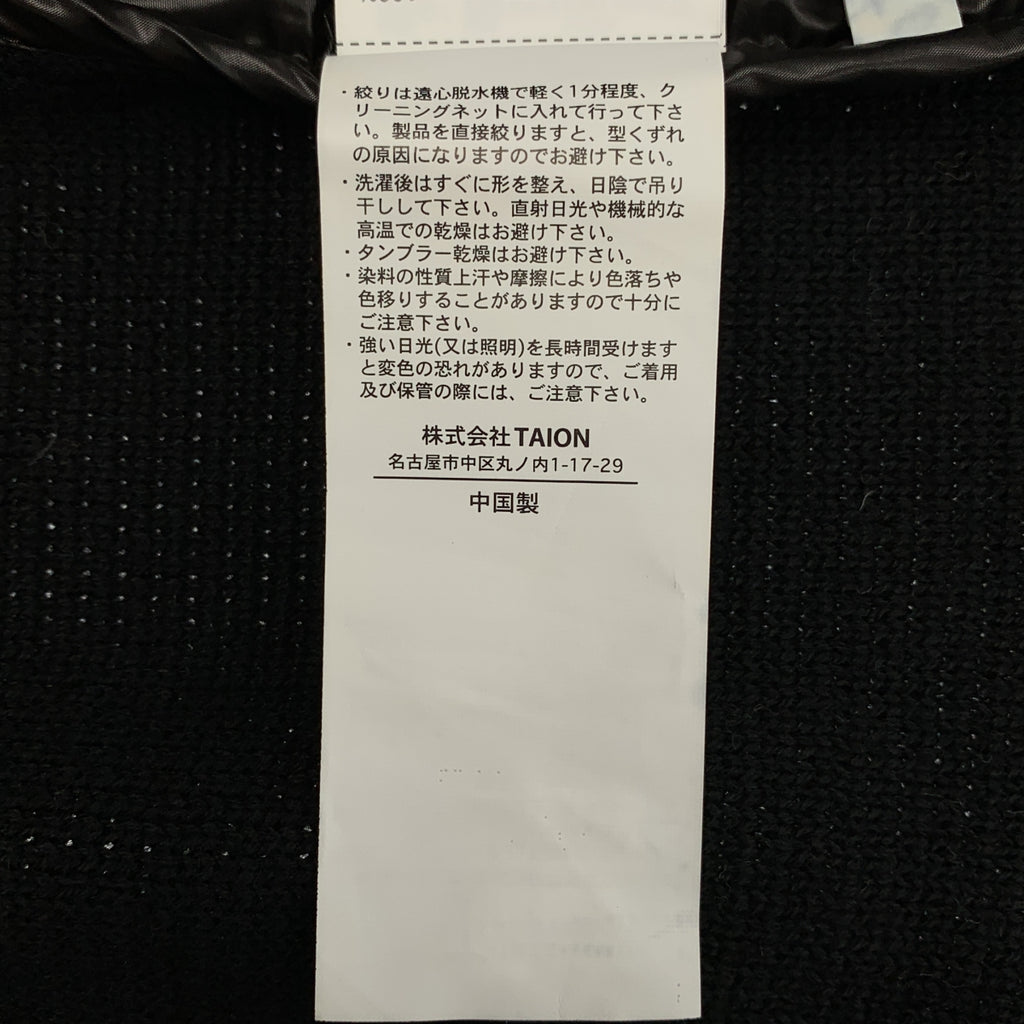 ・絞りは遠心脱水機で軽く1分程度、ク
リーニングネットに入れて行って下さ
い。製品を直接絞りますと、型くずれ
の原因になりますのでお避け下さい。
・洗濯後はすぐに形を整え、日陰で吊り
干しして下さい。直射日光や機械的な
高温での乾燥はお避け下さい。
・タンブラー乾燥はお避け下さい。
・染料の性質上汗や摩擦により色落ちや
色移りすることがありますので十分に
ご注意下さい。
・強い日光(又は照明)を長時間受けます
と変色の恐れがありますので、ご着用
及び保管の際には、ご注意下さい。
株式会社TAION
名古屋市中区丸ノ内1-17-29
中国製